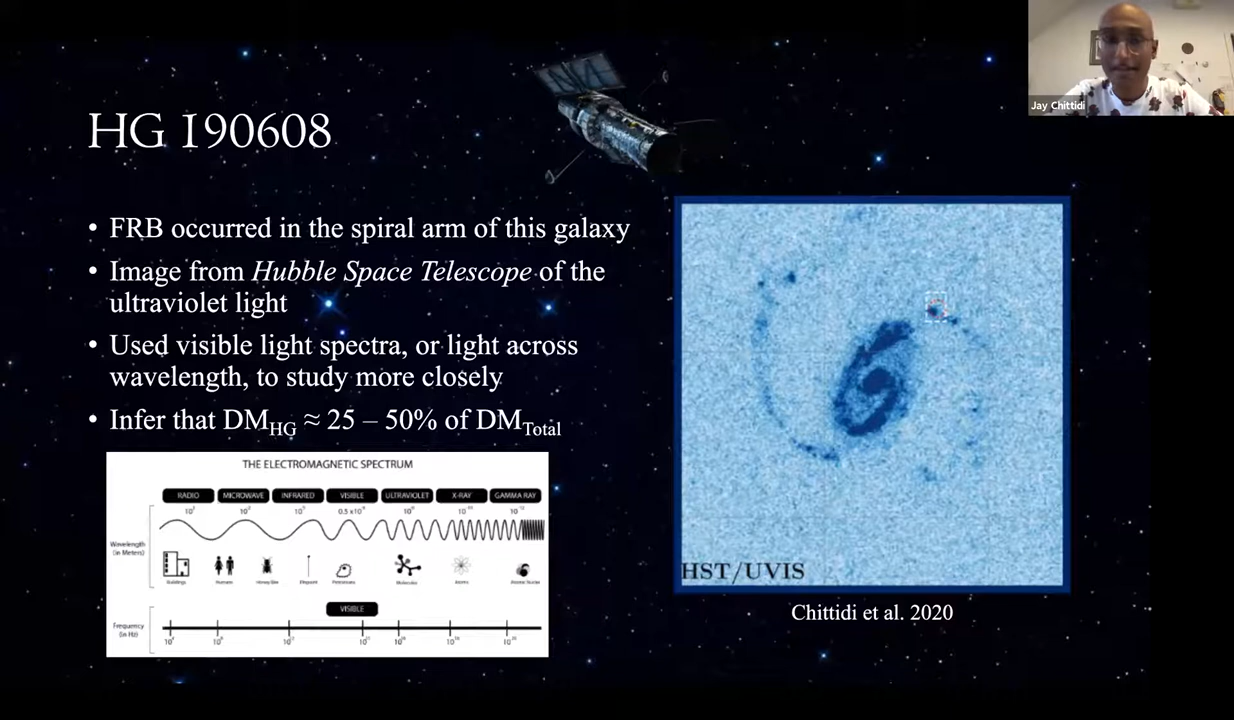 Jay Chittidi
HG 190608
• FRB occurred in the spiral arm of this galaxy
• Image from Hubble Space Telescope of the
ultraviolet light
• Used visible light spectra, or light across
wavelength, to study more closely
• Infer that DM_HG ≈ 25 – 50% of DM_Total
THE ELECTROMAGNETIC SPECTRUM
RADIO MICROWAVE INFRARED VISIBLE ULTRAVIOLET X-RAY GAMMA RAY
Wavelength
(in Meters)
Buildings Humans Honey Bee Pinpoint Protozoans Molecules Atoms Atomic Nuclei
VISIBLE
Frequency
(in Hz)
HST/UVIS
Chittidi et al. 2020